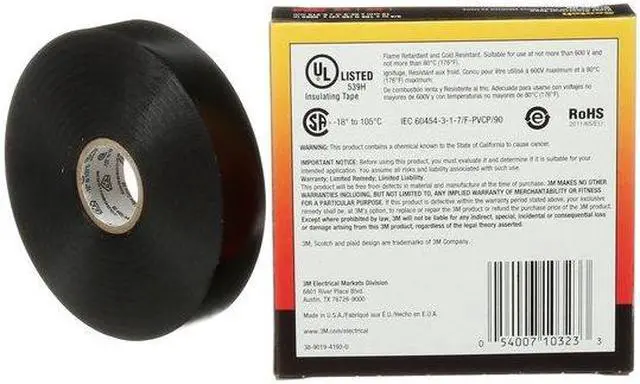 UL LISTED
539H
Insulating Tape
Flame Retardant and Cold Resistant. Suitable for use at not more than 600 V and
not more than 80°C (176°F).
Ignifuge, Résistant aux froid. Conçu pour être utilisé à 600V maximum et à 80°C
(176°F) maximum.
De combustion lenta y Resistente al frío. Adecuada para usarse con voltajes no
mayores de 600V y con temperaturas no mayores de 80°C (176°F).
-18° to 105°C
IEC 60454-3-1-7/F-PVCP/90
e
RoHS
2011/65/EU
WARNING: This product contains a chemical known to the State of California to cause cancer.
IMPORTANT NOTICE: Before using this product, you must evaluate it and determine if it is suitable for your
intended application. You assume all risks and liability associated with such use.
Warranty; Limited Remedy; Limited Liability.
This product will be free from defects in material and manufacture at the time of purchase. 3M MAKES NO OTHER
WARRANTIES INCLUDING, BUT NOT LIMITED TO, ANY IMPLIED WARRANTY OF MERCHANTABILITY OR FITNESS
FOR A PARTICULAR PURPOSE. If this product is defective within the warranty period stated above, your exclusive
remedy shall be, at 3M's option, to replace or repair the 3M product or refund the purchase price of the 3M product.
Except where prohibited by law, 3M will not be liable for any indirect, special, incidental or consequential loss
or damage arising from this 3M product, regardless of the legal theory asserted.
3M, Scotch and plaid design are trademarks of 3M Company.
3M Electrical Markets Division
6801 River Place Blvd.
Austin, TX 78726-9000
Made in U.S.A./Fabriqué aux E.U./Hecho en E.U.A.
www.3M.com/electrical
38-9019-4193-0
0 54007 10323 3